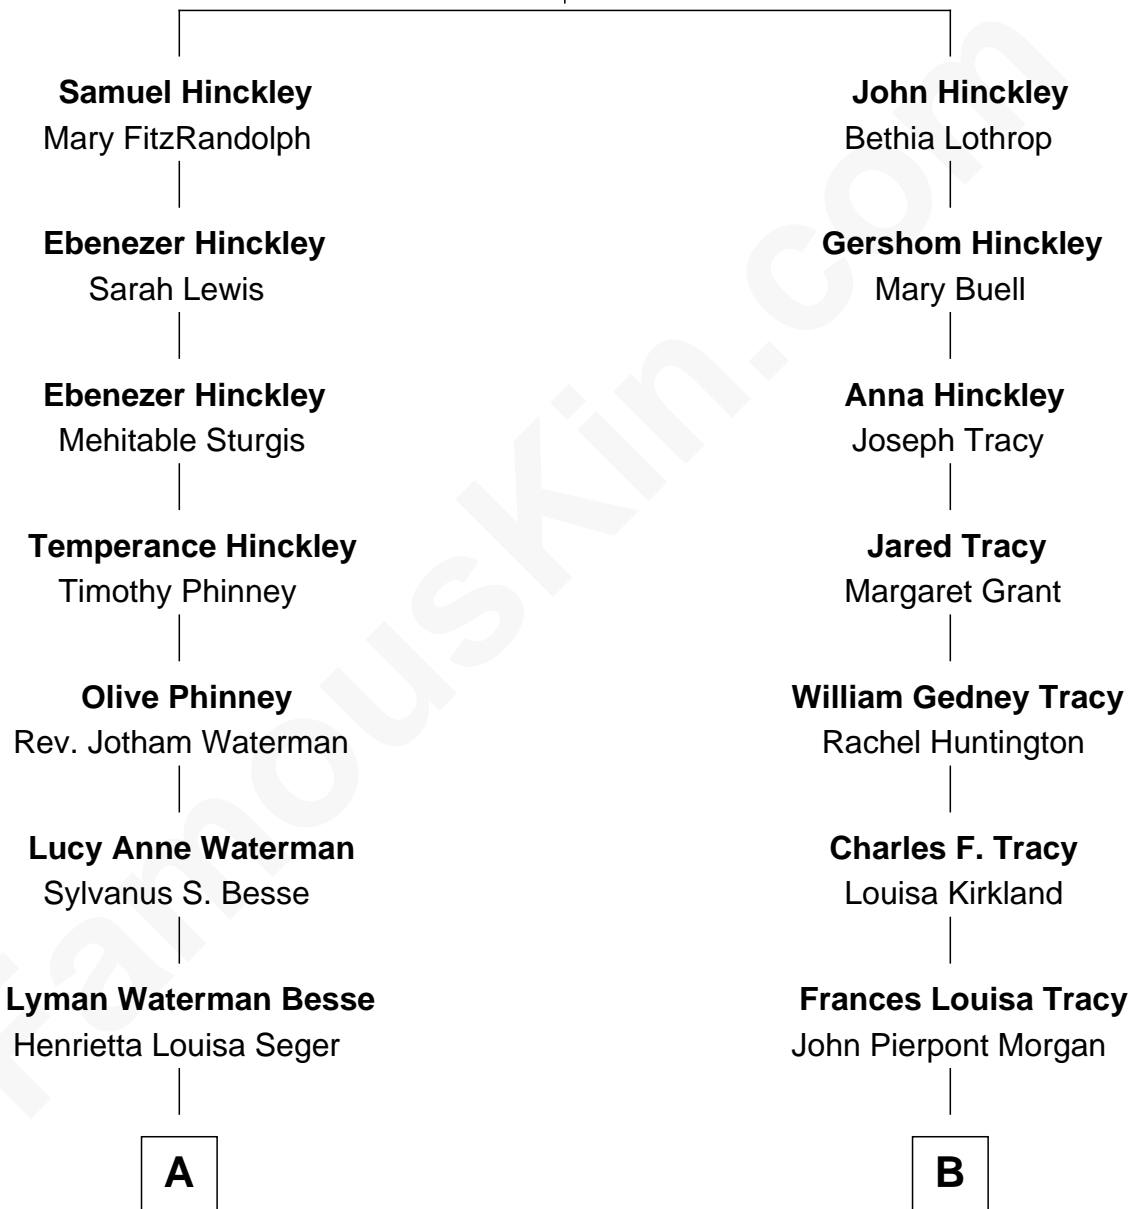 Samuel Hinckley
Mary FitzRandolph
Ebenezer Hinckley
Sarah Lewis
Ebenezer Hinckley
Mehitable Sturgis
Temperance Hinckley
Timothy Phinney
Olive Phinney
Rev. Jotham Waterman
Lucy Anne Waterman
Sylvanus S. Besse
Lyman Waterman Besse
Henrietta Louisa Seger
A
John Hinckley
Bethia Lothrop
Gershom Hinckley
Mary Buell
Anna Hinckley
Joseph Tracy
Jared Tracy
Margaret Grant
William Gedney Tracy
Rachel Huntington
Charles F. Tracy
Louisa Kirkland
Frances Louisa Tracy
John Pierpont Morgan
B
FamousKin.com